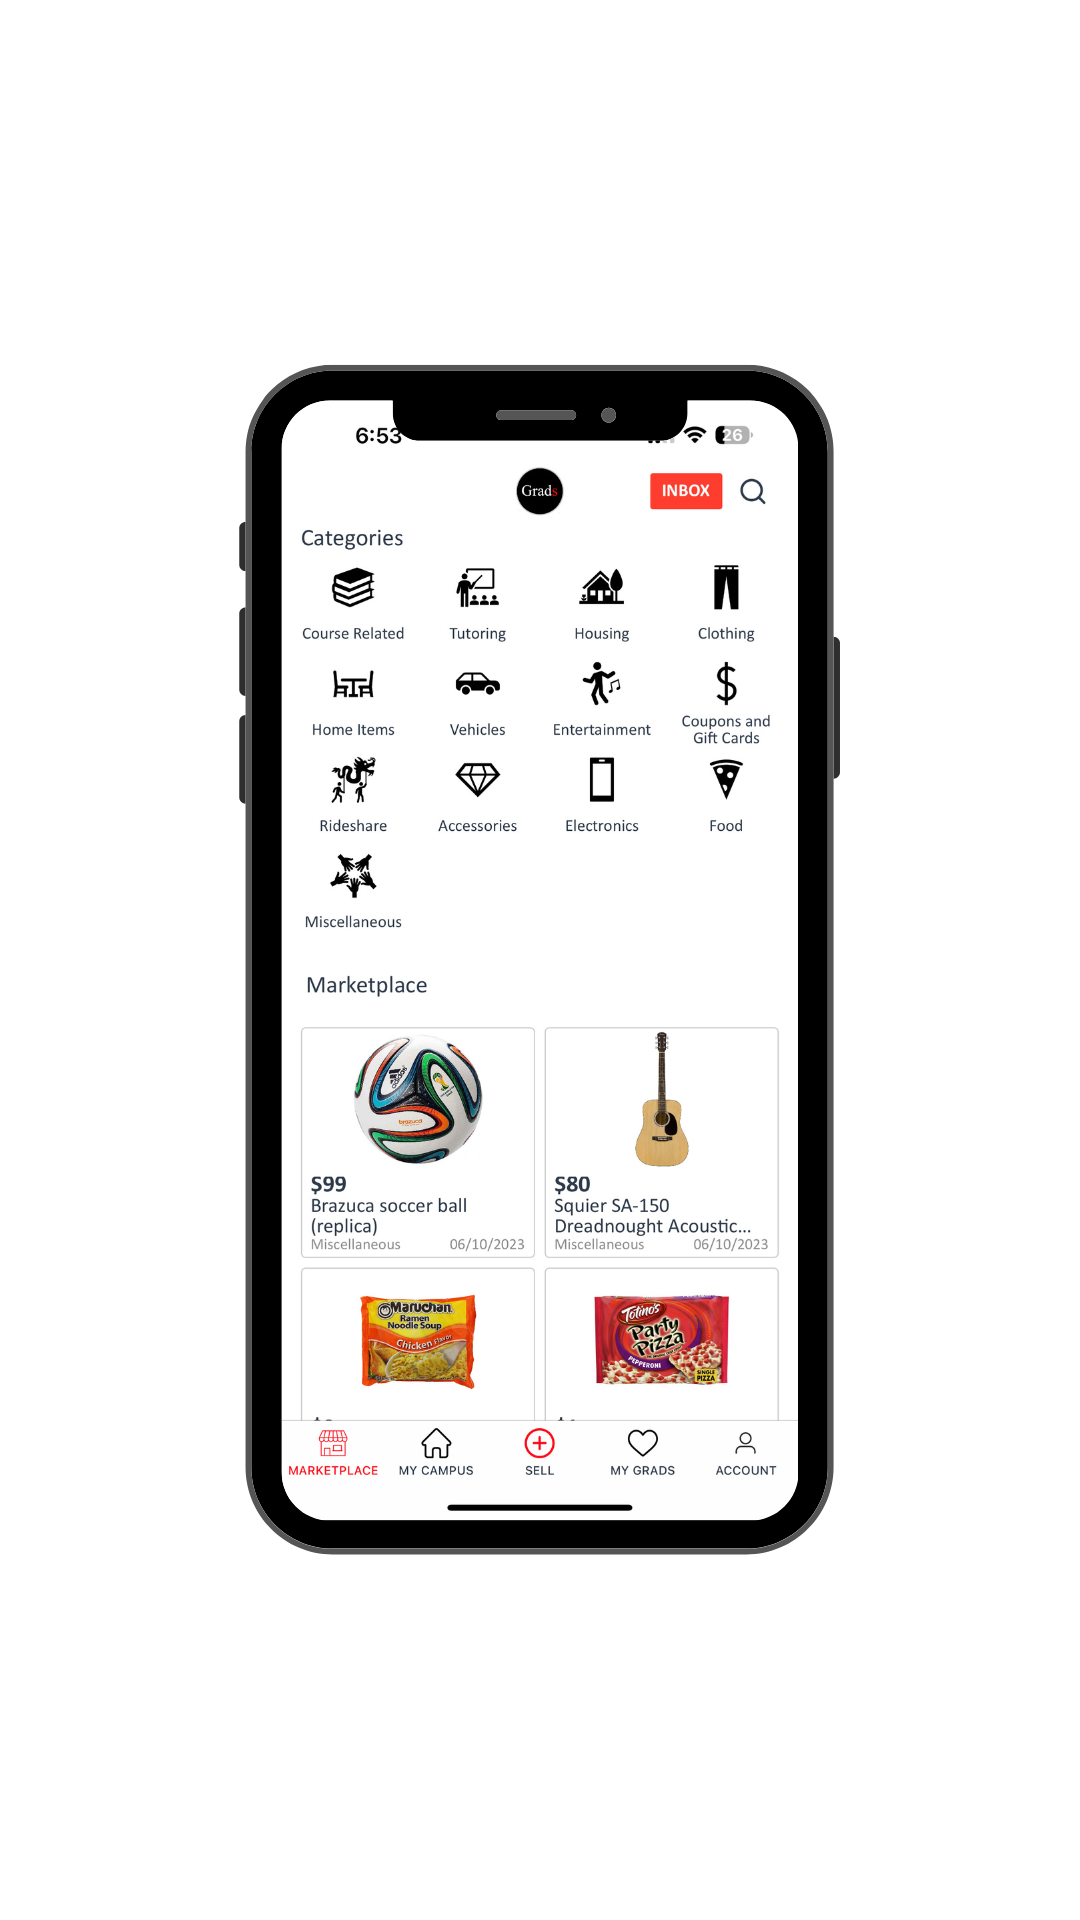 6:53
26
Grads
INBOX
Categories
Course Related
Tutoring
Housing
Clothing
Home Items
Vehicles
Entertainment
Coupons and
Gift Cards
Rideshare
Accessories
Electronics
Food
Miscellaneous
Marketplace
adidas
brazuca
$99
Brazuca soccer ball
(replica)
Miscellaneous 06/10/2023
$80
Squier SA-150
Dreadnought Acoustic...
Miscellaneous 06/10/2023
Maruchan
Ramen
Noodle Soup
Chicken Flavor
Totino's
Party
Pizza
PEPPERONI
SINGLE
PIZZA
MARKETPLACE
MY CAMPUS
SELL
MY GRADS
ACCOUNT